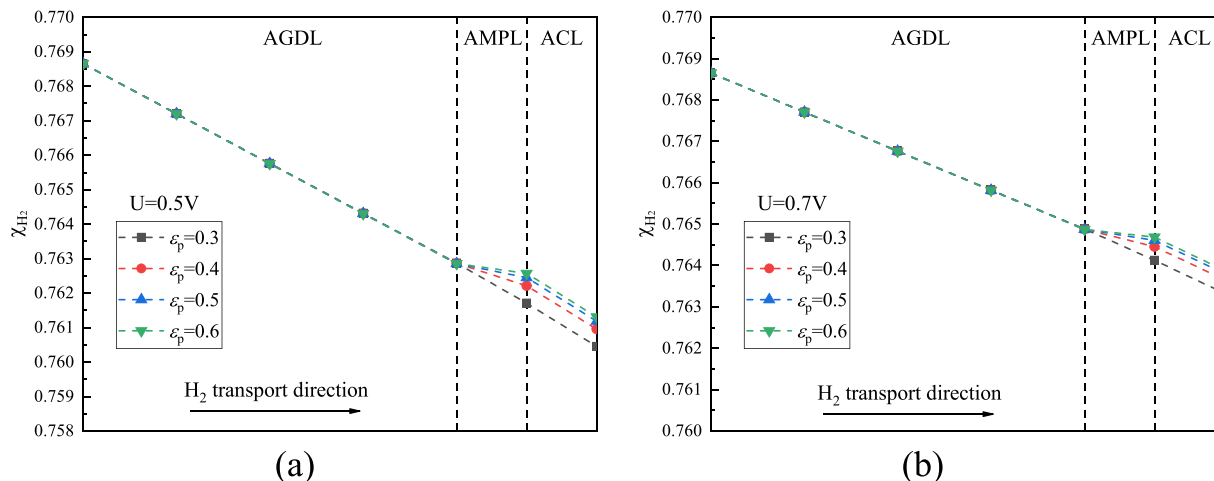 0.770
0.769
0.768
0.767
0.766
0.765
0.764
0.763
0.762
0.761
0.760
0.759
0.758
χH₂
AGDL
AMPL
ACL
U=0.5V
εp=0.3
εp=0.4
εp=0.5
εp=0.6
H₂ transport direction
(a)
0.770
0.769
0.768
0.767
0.766
0.765
0.764
0.763
0.762
0.761
0.760
χH₂
AGDL
AMPL
ACL
U=0.7V
εp=0.3
εp=0.4
εp=0.5
εp=0.6
H₂ transport direction
(b)